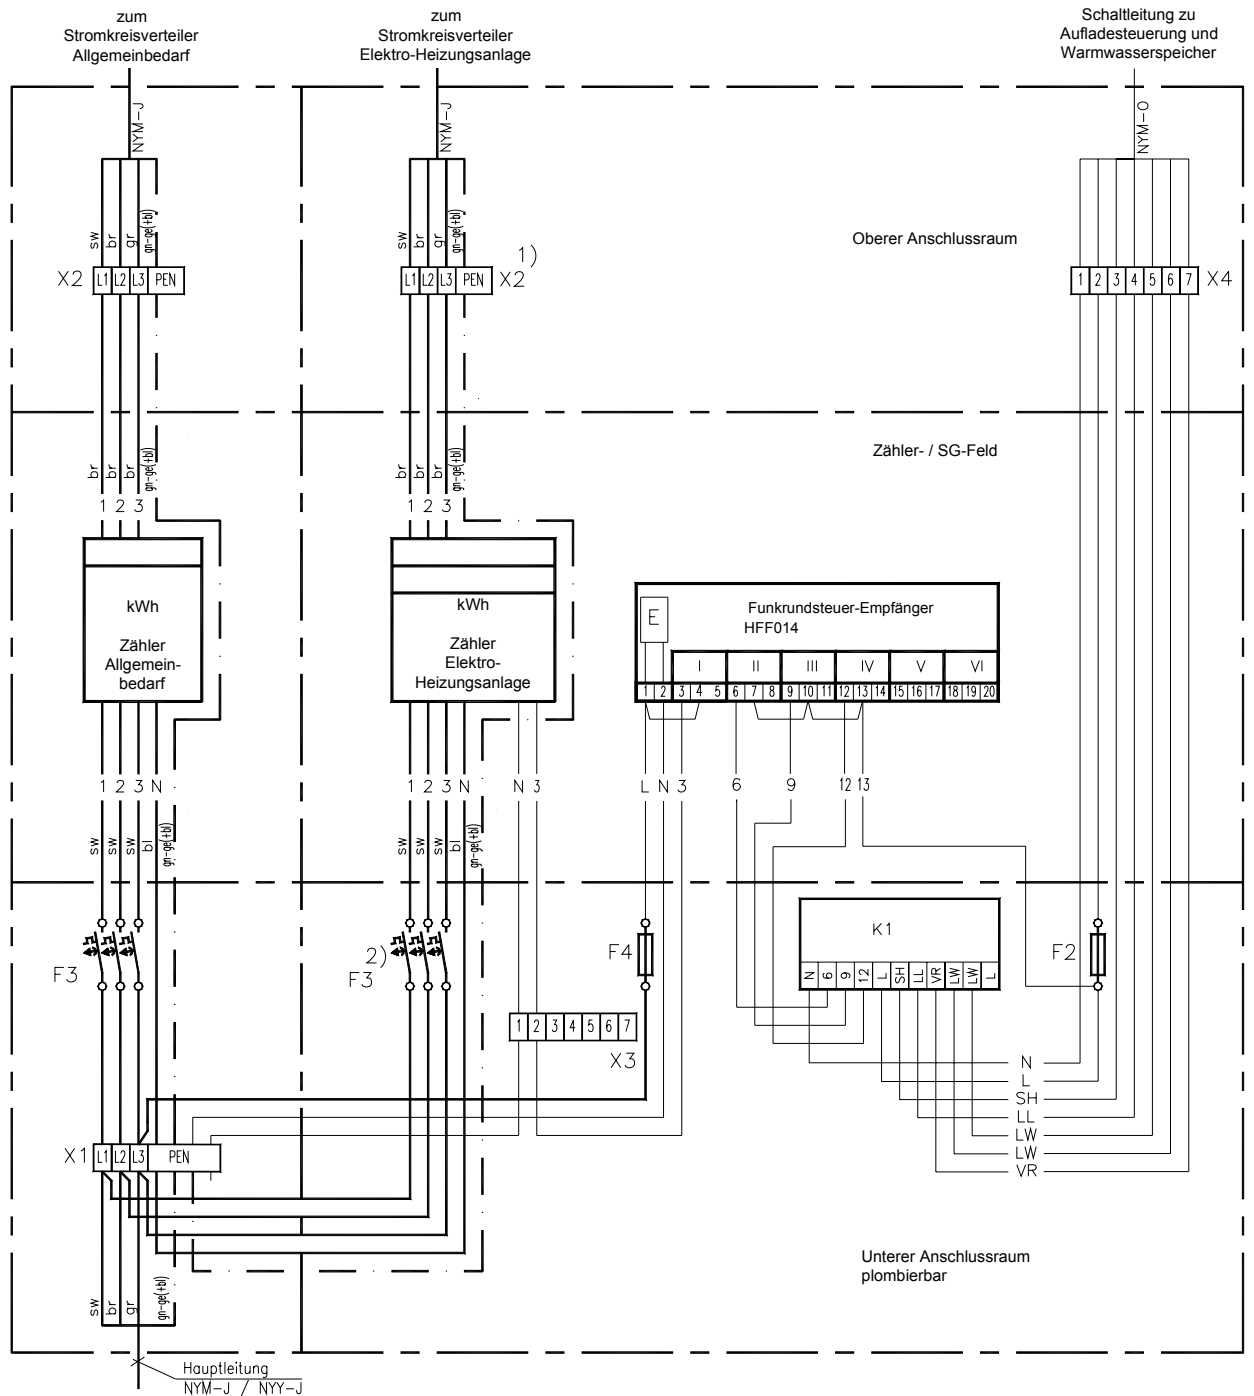 zum
Stromkreisverteiler
Allgemeinbedarf
zum
Stromkreisverteiler
Elektro-Heizungsanlage
Schaltleitung zu
Aufladesteuerung und
Warmwasserspeicher
NYM-J
NYM-J
NYM-O
sw br gr gn-ge(+bl)
sw br gr gn-ge(+bl)
Oberer Anschlussraum
1)
X2 L1 L2 L3 PEN
L1 L2 L3 PEN X2
1 2 3 4 5 6 7 X4
Zähler- / SG-Feld
br br br gn-ge(+bl)
br br br gn-ge(+bl)
1 2 3
1 2 3
kWh
Zähler
Allgemein-
bedarf
kWh
Zähler
Elektro-
Heizungsanlage
E
Funkrundsteuer-Empfänger
HFF014
I II III IV V VI
1 2 3 4 5 6 7 8 9 10 11 12 13 14 15 16 17 18 19 20
1 2 3 N
1 2 3 N
N 3
L N 3
6
9
12 13
sw sw sw bl gn-ge(+bl)
sw sw sw bl gn-ge(+bl)
F3
2)
F3
F4
K1
N 6 9 12 L SH LL VR LW LW L
F2
1 2 3 4 5 6 7
X3
N
L
SH
LL
LW
LW
VR
X1 L1 L2 L3 PEN
Unterer Anschlussraum
plombierbar
sw br gr gn-ge(+bl)
Hauptleitung
NYM-J / NYY-J